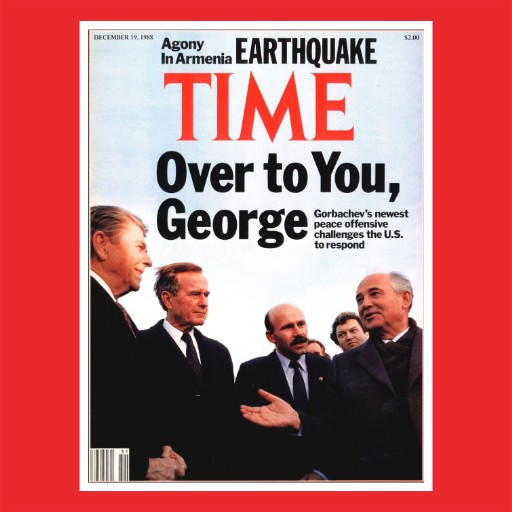 DECEMBER 19, 1988
$2.00
Agony
In Armenia EARTHQUAKE
TIME
Over to You,
George
Gorbachev's newest
peace offensive
challenges the U.S.
to respond
51